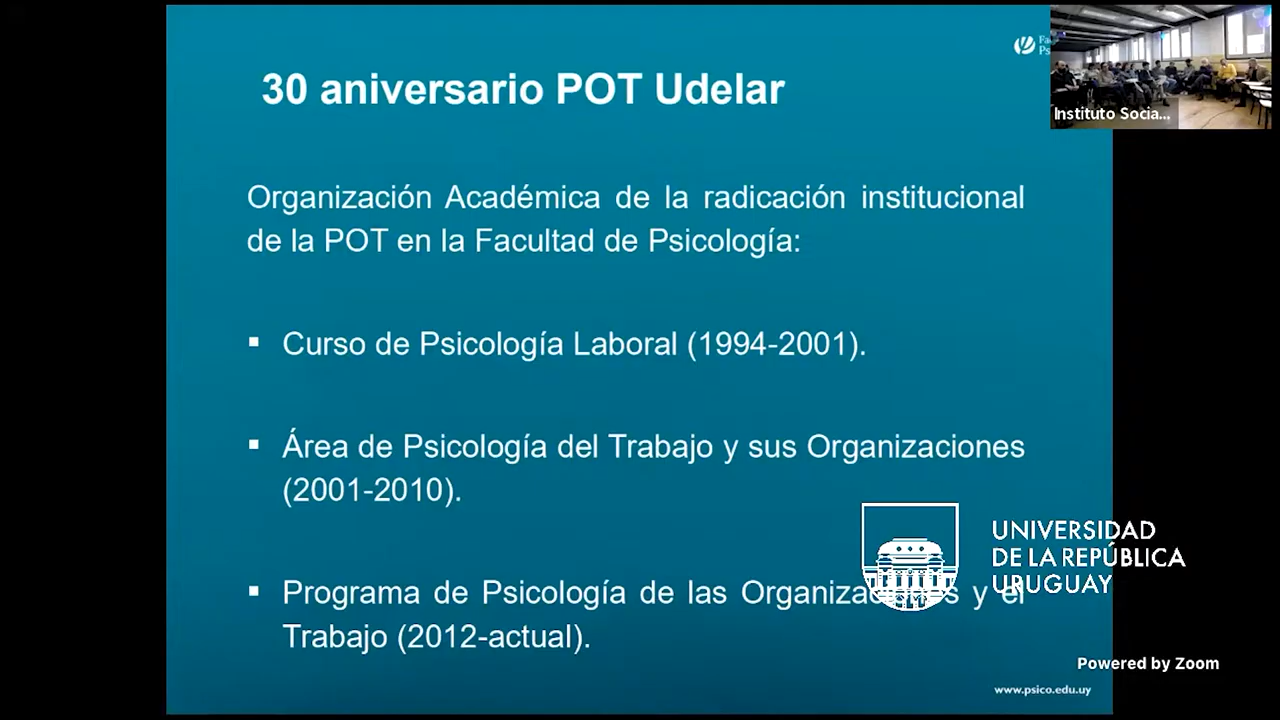 30 aniversario POT Udelar
Instituto Socia...
Organización Académica de la radicación institucional
de la POT en la Facultad de Psicología:
▪ Curso de Psicología Laboral (1994-2001).
▪ Área de Psicología del Trabajo y sus Organizaciones
(2001-2010).
UNIVERSIDAD
DE LA REPÚBLICA
URUGUAY
▪ Programa de Psicología de las y el
Trabajo (2012-actual).
Powered by Zoom
www.psico.edu.uy